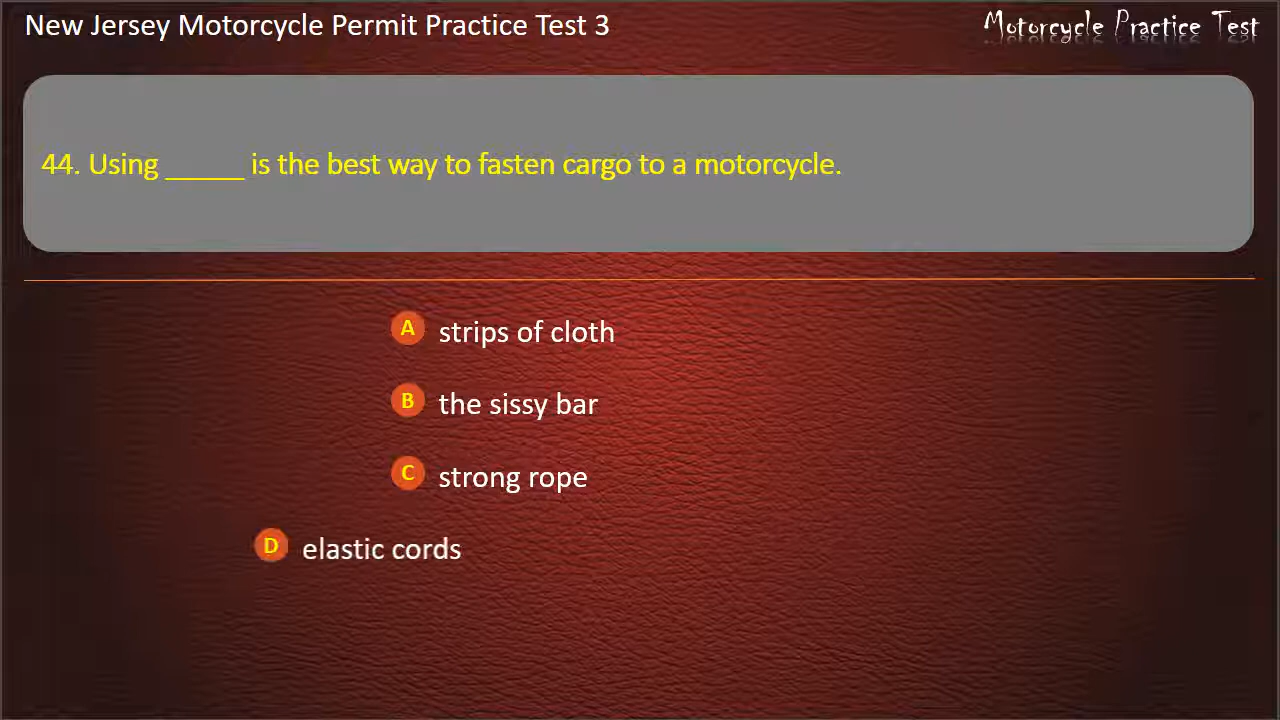 New Jersey Motorcycle Permit Practice Test 3
Motorcycle Practice Test
44. Using _____ is the best way to fasten cargo to a motorcycle.
A strips of cloth
B the sissy bar
C strong rope
D elastic cords